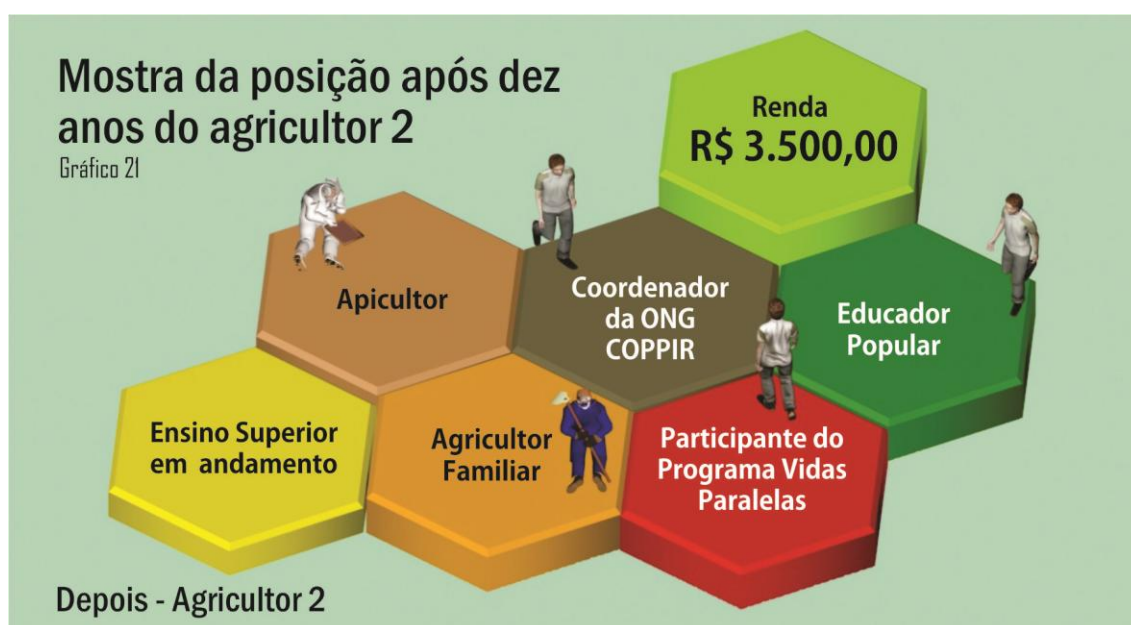 Mostra da posição após dez
anos do agricultor 2
Gráfico 21
Renda
R$ 3.500,00
Apicultor
Coordenador
da ONG
COPPIR
Educador
Popular
Ensino Superior
em andamento
Agricultor
Familiar
Participante do
Programa Vidas
Paralelas
Depois - Agricultor 2